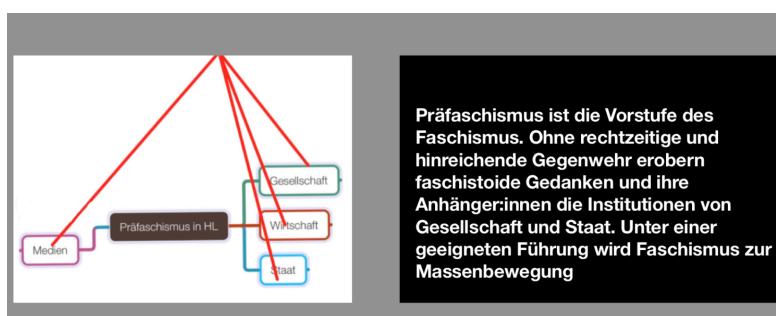 Gesellschaft
Präfaschismus in HL
Wirtschaft
Medien
Staat
Präfaschismus ist die Vorstufe des
Faschismus. Ohne rechtzeitige und
hinreichende Gegenwehr erobern
faschistoide Gedanken und ihre
Anhänger:innen die Institutionen von
Gesellschaft und Staat. Unter einer
geeigneten Führung wird Faschismus zur
Massenbewegung